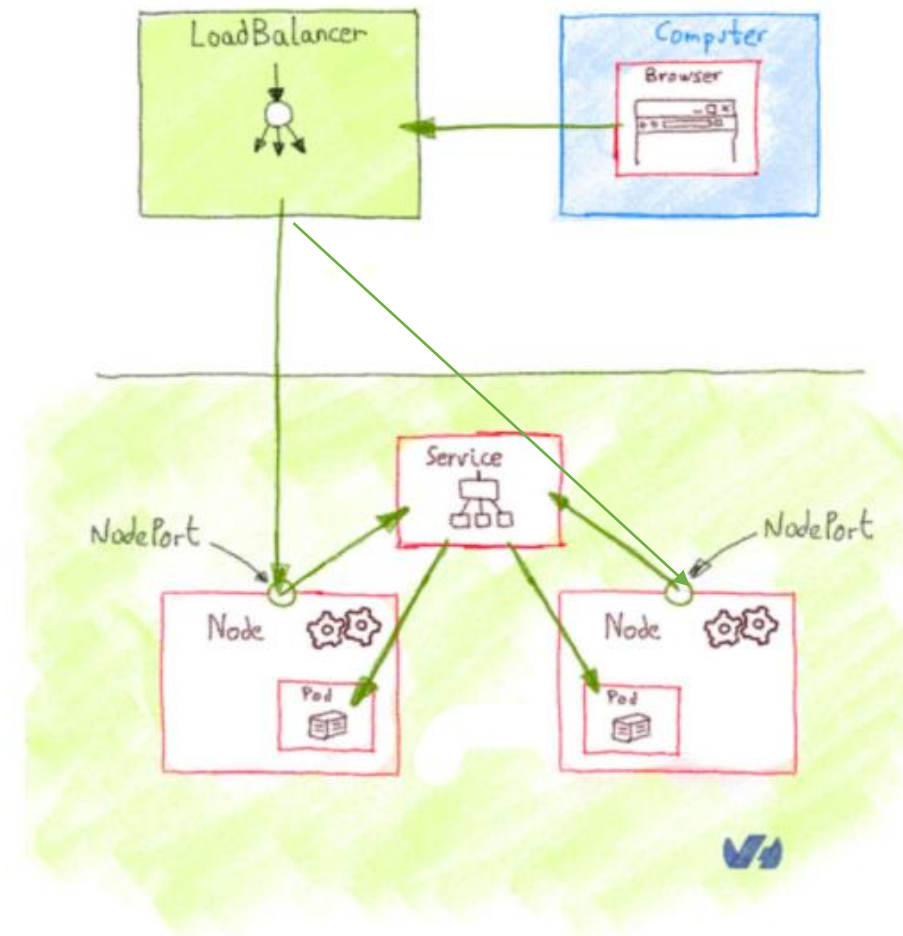 LoadBalancer
Computer
Browser
Service
NodePort
NodePort
Node
Node
Pod
Pod